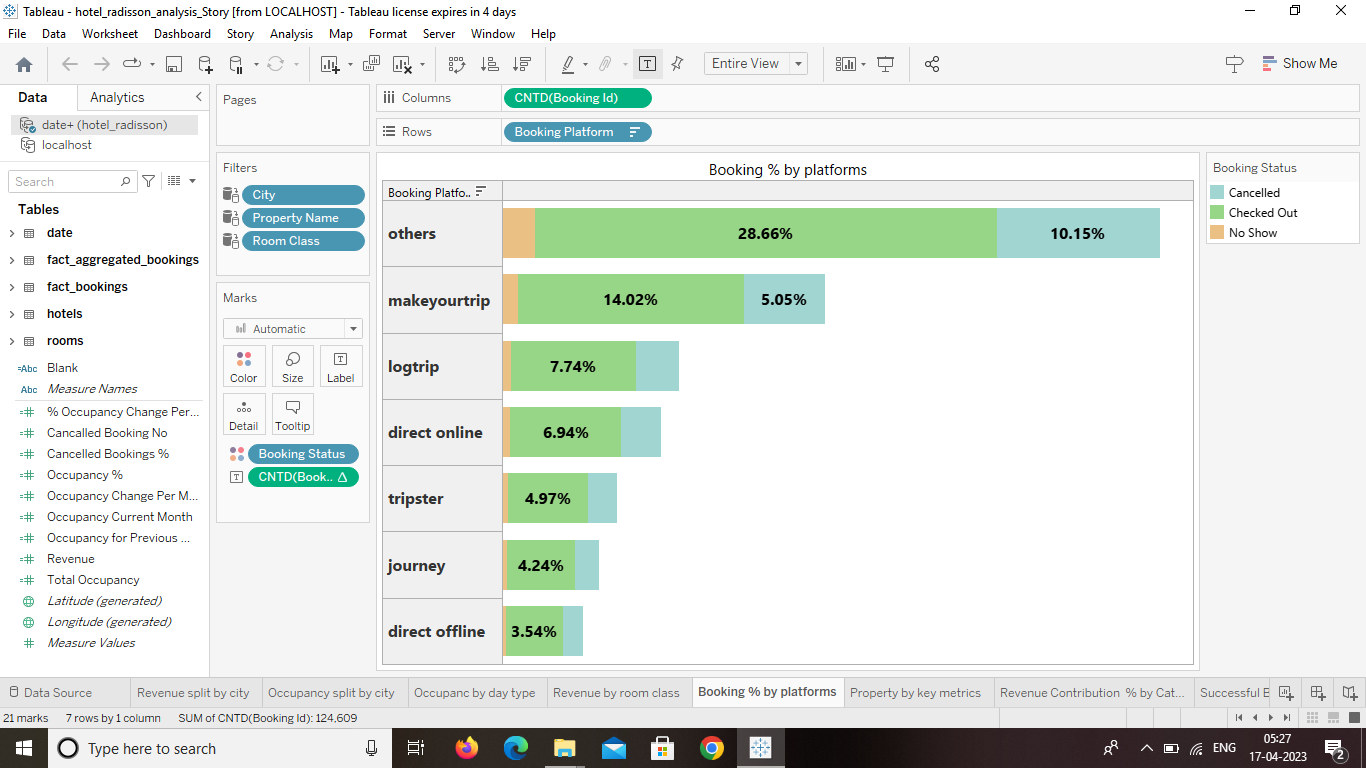 Tableau - hotel_radisson_analysis_Story [from LOCALHOST] - Tableau license expires in 4 days
File Data Worksheet Dashboard Story Analysis Map Format Server Window Help
Entire View
Show Me
Data Analytics
date+ (hotel_radisson)
localhost
Search
Tables
date
fact_aggregated_bookings
fact_bookings
hotels
rooms
=Abc Blank
Abc Measure Names
% Occupancy Change Per...
Cancalled Booking No
Cancelled Bookings %
Occupancy %
Occupancy Change Per M...
Occupancy Current Month
Occupancy for Previous ...
Revenue
Total Occupancy
Latitude (generated)
Longitude (generated)
Measure Values
Pages
Filters
City
Property Name
Room Class
Marks
Automatic
Color Size Label
Detail Tooltip
Booking Status
CNTD(Book.. Δ
Columns CNTD(Booking Id)
Rows Booking Platform
Booking % by platforms
Booking Platfo..
others 28.66% 10.15%
makeyourtrip 14.02% 5.05%
logtrip 7.74%
direct online 6.94%
tripster 4.97%
journey 4.24%
direct offline 3.54%
Booking Status
Cancelled
Checked Out
No Show
Data Source Revenue split by city Occupancy split by city Occupanc by day type Revenue by room class Booking % by platforms Property by key metrics Revenue Contribution % by Cat... Successful B
21 marks 7 rows by 1 column SUM of CNTD(Booking Id): 124,609
Type here to search
ENG
05:27
17-04-2023
2